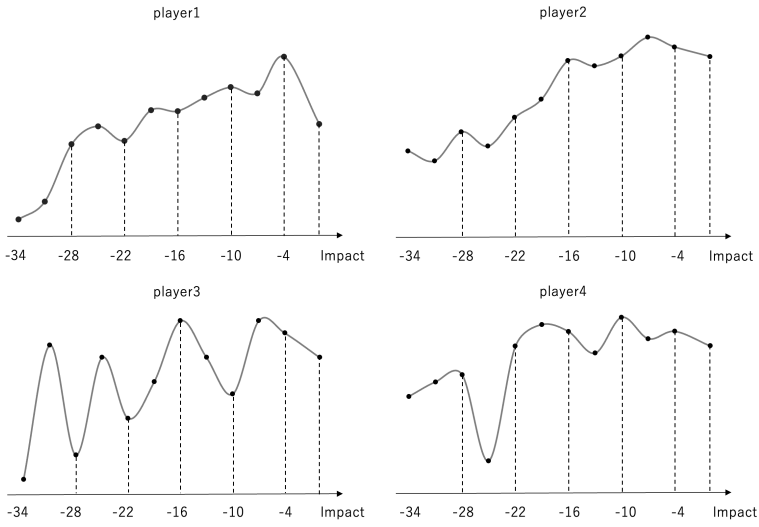 player1
player2
-34 -28 -22 -16 -10 -4 Impact
-34 -28 -22 -16 -10 -4 Impact
player3
player4
-34 -28 -22 -16 -10 -4 Impact
-34 -28 -22 -16 -10 -4 Impact